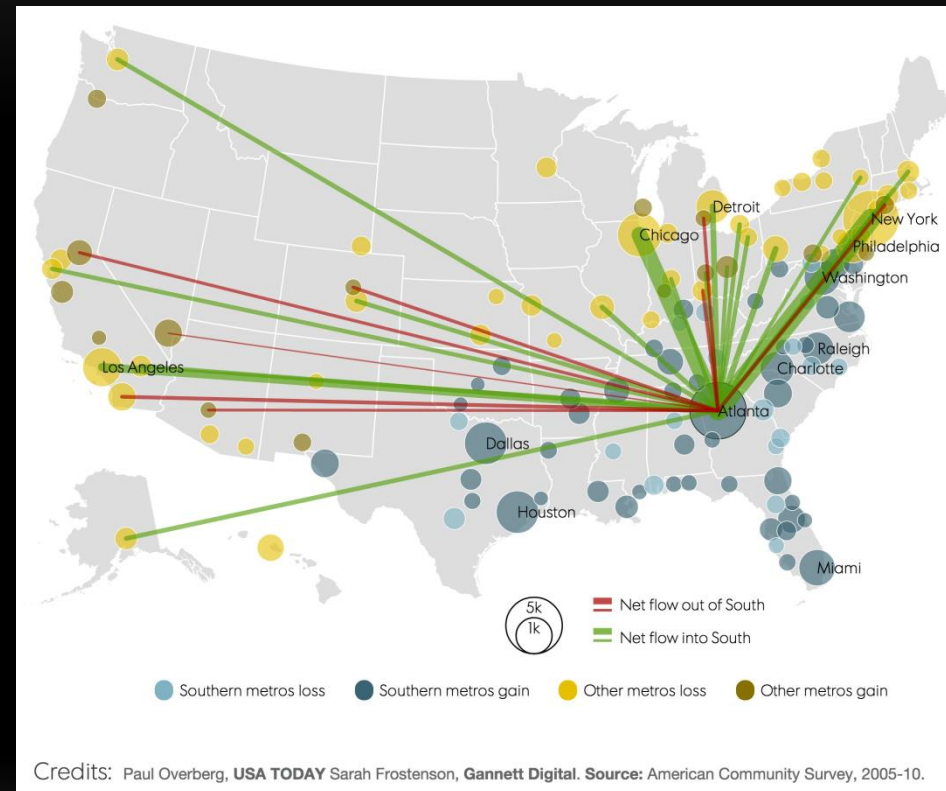 Detroit
New York
Chicago
Philadelphia
Washington
Raleigh
Los Angeles
Charlotte
Atlanta
Dallas
Houston
Miami
5k
1k
Net flow out of South
Net flow into South
Southern metros loss
Southern metros gain
Other metros loss
Other metros gain
Credits: Paul Overberg, USA TODAY Sarah Frostenson, Gannett Digital. Source: American Community Survey, 2005-10.